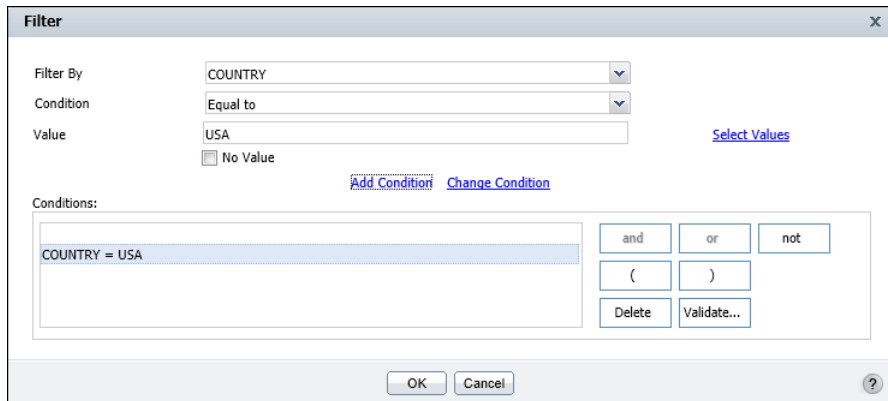 Filter x
Filter By COUNTRY
Condition Equal to
Value USA Select Values
No Value
Add Condition Change Condition
Conditions:
and or not
COUNTRY = USA
( )
Delete Validate...
OK Cancel ?